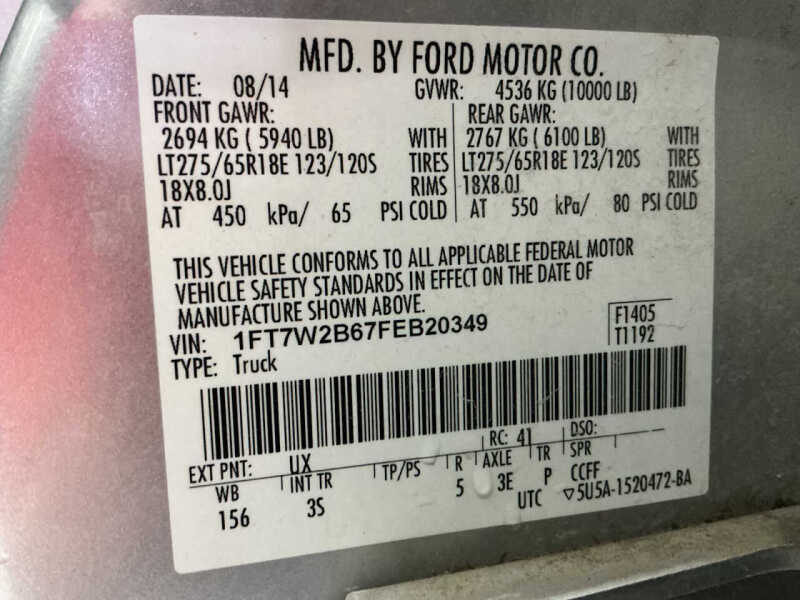 MFD. BY FORD MOTOR CO.
DATE: 08/14 GVWR: 4536 KG (10000 LB)
FRONT GAWR: REAR GAWR:
2694 KG ( 5940 LB) WITH 2767 KG ( 6100 LB) WITH
LT275/65R18E 123/120S TIRES LT275/65R18E 123/120S TIRES
18X8.0J RIMS 18X8.0J RIMS
AT 450 kPa/ 65 PSI COLD AT 550 kPa/ 80 PSI COLD
THIS VEHICLE CONFORMS TO ALL APPLICABLE FEDERAL MOTOR
VEHICLE SAFETY STANDARDS IN EFFECT ON THE DATE OF
MANUFACTURE SHOWN ABOVE.
VIN: 1FT7W2B67FEB20349 F1405
TYPE: Truck T1192
EXT PNT: UX RC: 41 DSO:
WB INT TR TP/PS R AXLE TR SPR
156 3S 5 3E P CCFF
UTC ▽5U5A-1520472-BA